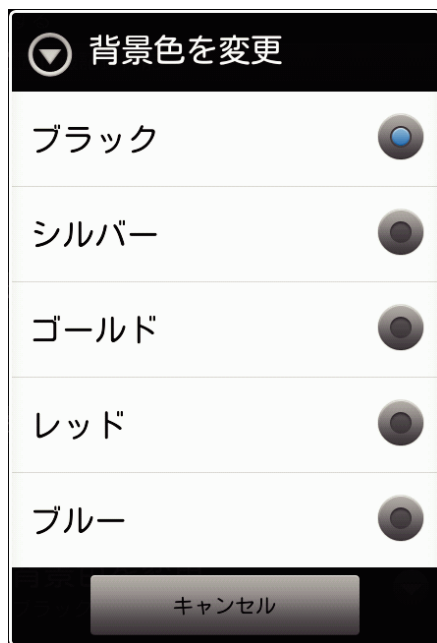 背景色を変更
ブラック
シルバー
ゴールド
レッド
ブルー
キャンセル